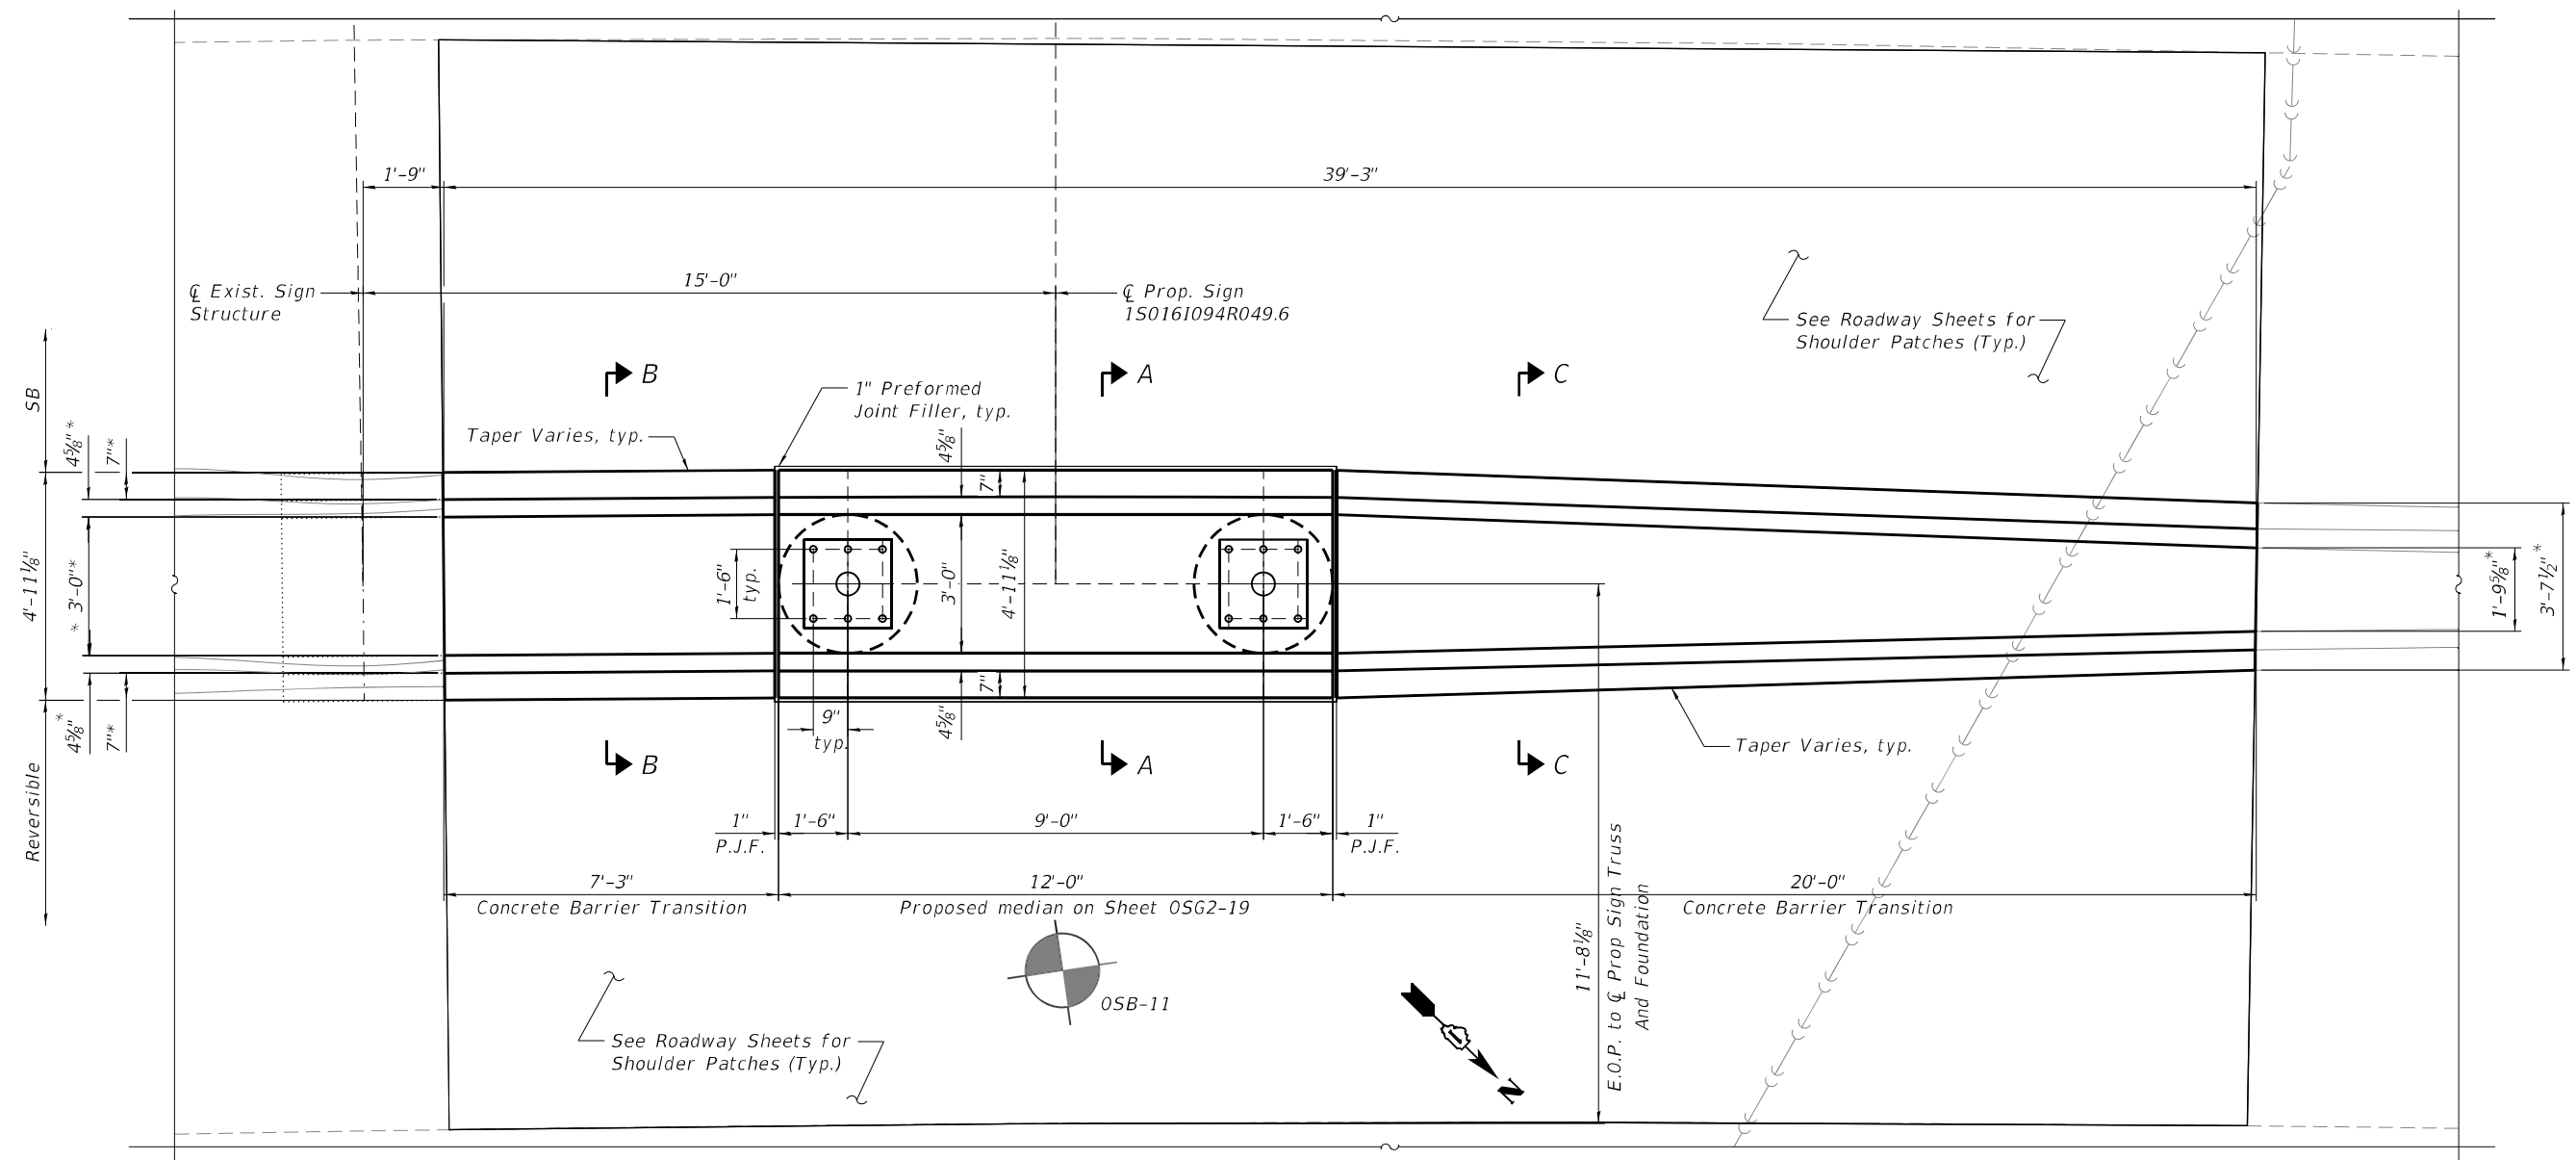 1'-9"
39'-3"
15'-0"
℄ Exist. Sign
Structure
℄ Prop. Sign
1S016I094R049.6
See Roadway Sheets for
Shoulder Patches (Typ.)
B
A
C
1" Preformed
Joint Filler, typ.
Taper Varies, typ.
SB
4⅝"*
7"*
4⅝"
7"
4'-11⅛"
* 3'-0"*
1'-6"
typ.
3'-0"
4'-11⅛"
1'-9⅝"*
3'-7½"*
4⅝"*
7"*
7"
4⅝"
9"
typ.
Taper Varies, typ.
B
A
C
Reversible
1"
P.J.F.
1'-6"
9'-0"
1'-6"
1"
P.J.F.
7'-3"
Concrete Barrier Transition
12'-0"
Proposed median on Sheet OSG2-19
20'-0"
Concrete Barrier Transition
11'-8⅛"
E.O.P. to ℄ Prop Sign Truss
And Foundation
OSB-11
See Roadway Sheets for
Shoulder Patches (Typ.)
N